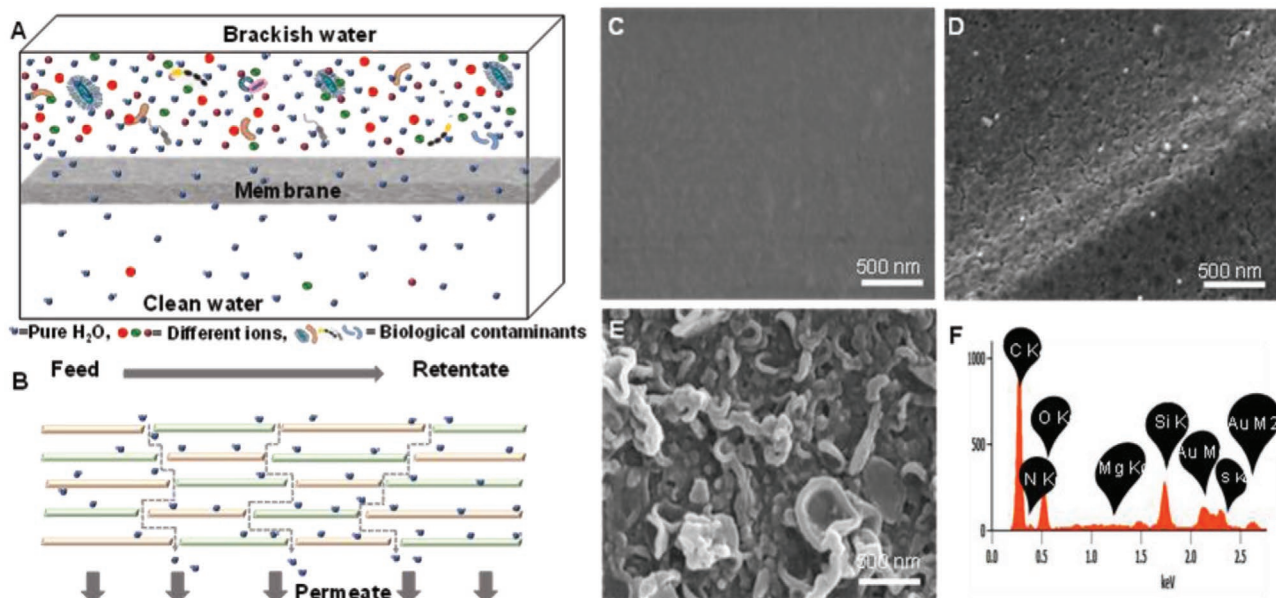 A
Brackish water
Membrane
Clean water
=Pure H₂O, = Different ions, = Biological contaminants
B
Feed
Retentate
Permeate
C
500 nm
D
500 nm
E
500 nm
F
1000
500
0
C K
O K
N K
Mg K
Si K
Au M
S K
Au M2
0.0 0.5 1.0 1.5 2.0 2.5
keV